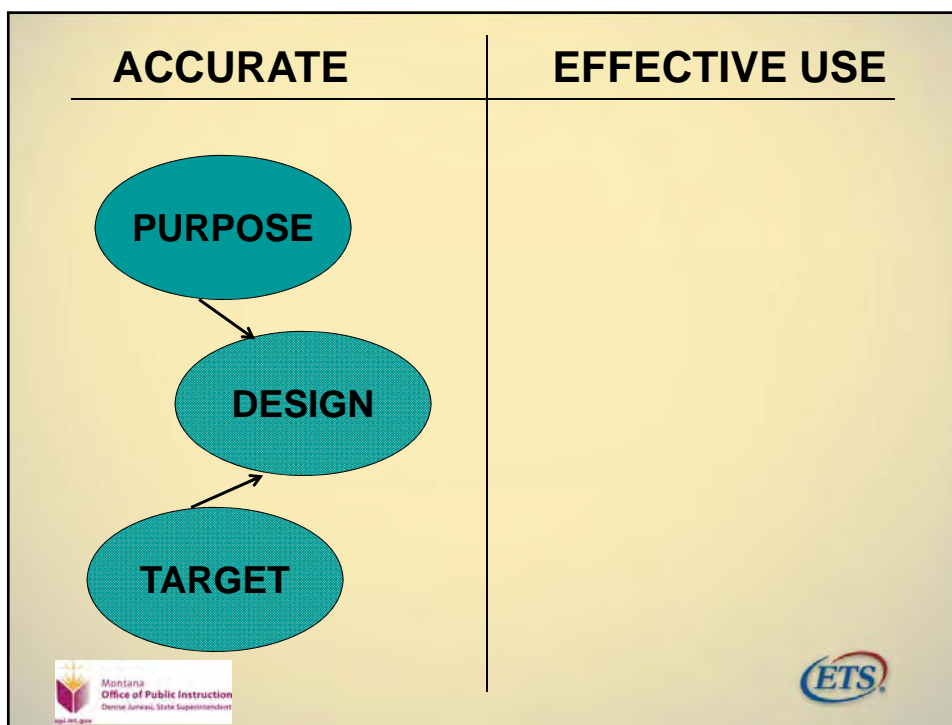 ACCURATE
EFFECTIVE USE
PURPOSE
DESIGN
TARGET
Montana
Office of Public Instruction
Denise Juneau, State Superintendent
opi.mt.gov
ETS®